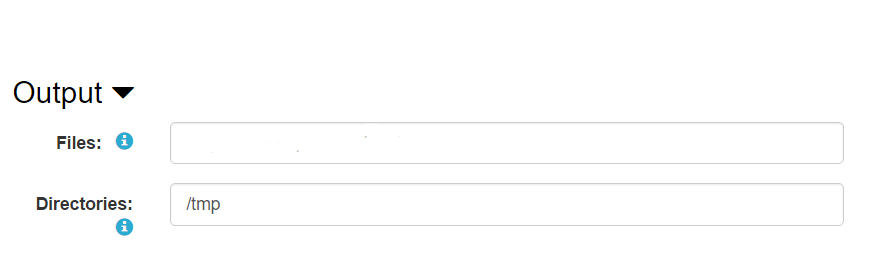 Output
Files:
Directories:
/tmp